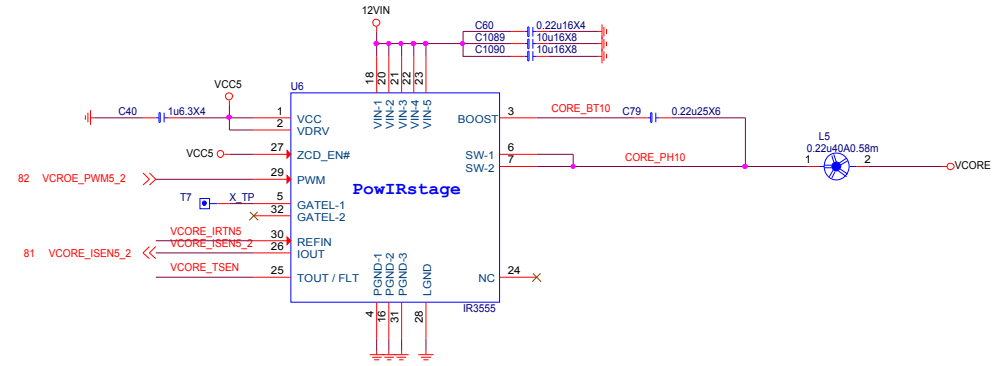 12VIN
C60 0.22u16X4
C1089 10u16X8
C1090 10u16X8
18 20 21 22 23
VCC5 U6
C40 1u6.3X4
VIN-1 VIN-2 VIN-3 VIN-4 VIN-5
1 VCC
2 VDRV
BOOST 3 CORE_BT10 C79 0.22u25X6
VCC5 27 ZCD_EN#
SW-1 6
SW-2 7 CORE_PH10
L5
0.22u40A0.58m
1 2 VCORE
82 VCROE_PWM5_2 29 PWM
PowIRstage
T7 X_TP 5 GATEL-1
32 GATEL-2
VCORE_IRTN5 30 REFIN
81 VCORE_ISEN5_2 VCORE_ISEN5_2 26 IOUT
VCORE_TSEN 25 TOUT / FLT
NC 24
PGND-1 PGND-2 PGND-3 LGND
IR3555
4 16 31 28